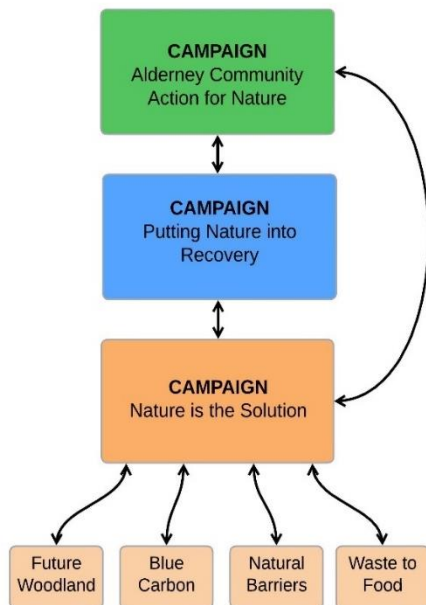 CAMPAIGN
Alderney Community
Action for Nature
CAMPAIGN
Putting Nature into
Recovery
CAMPAIGN
Nature is the Solution
Future
Woodland
Blue
Carbon
Natural
Barriers
Waste to
Food